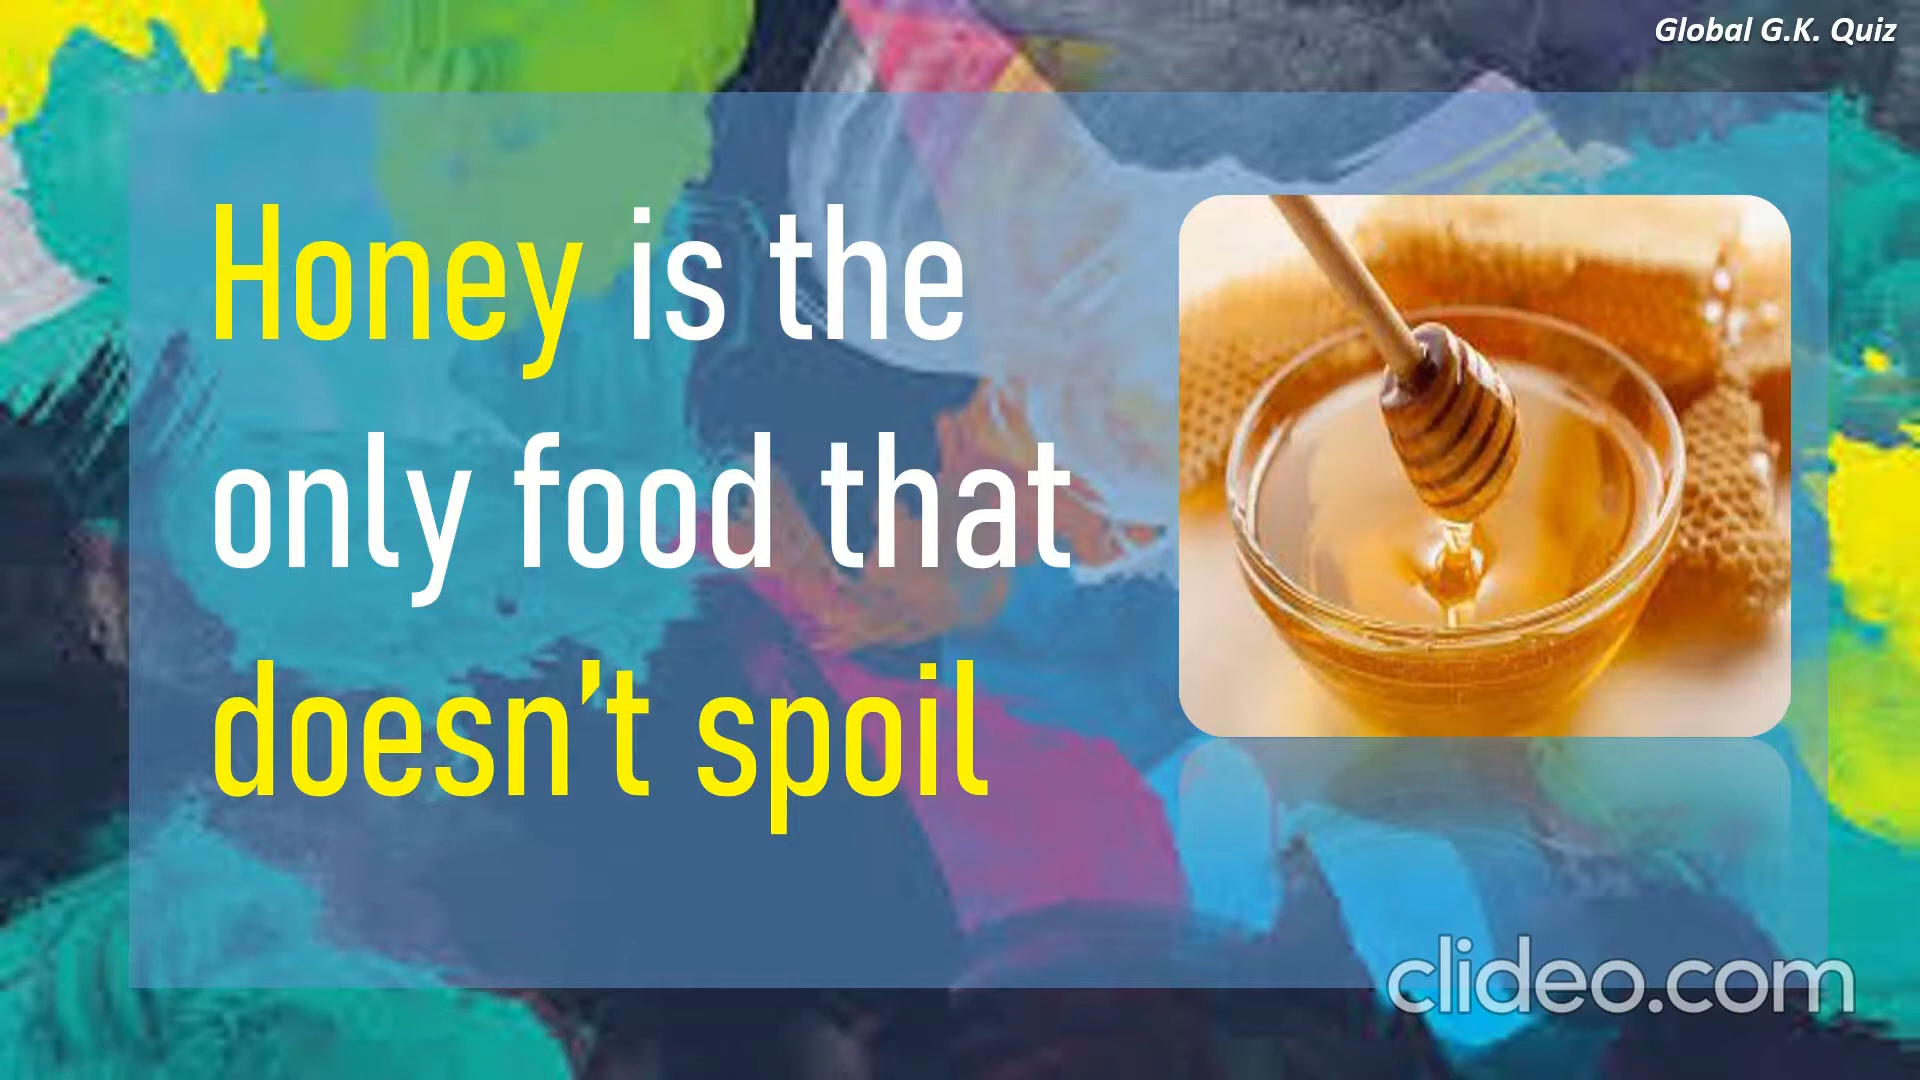 Global G.K. Quiz
Honey is the
only food that
doesn’t spoil
clideo.com